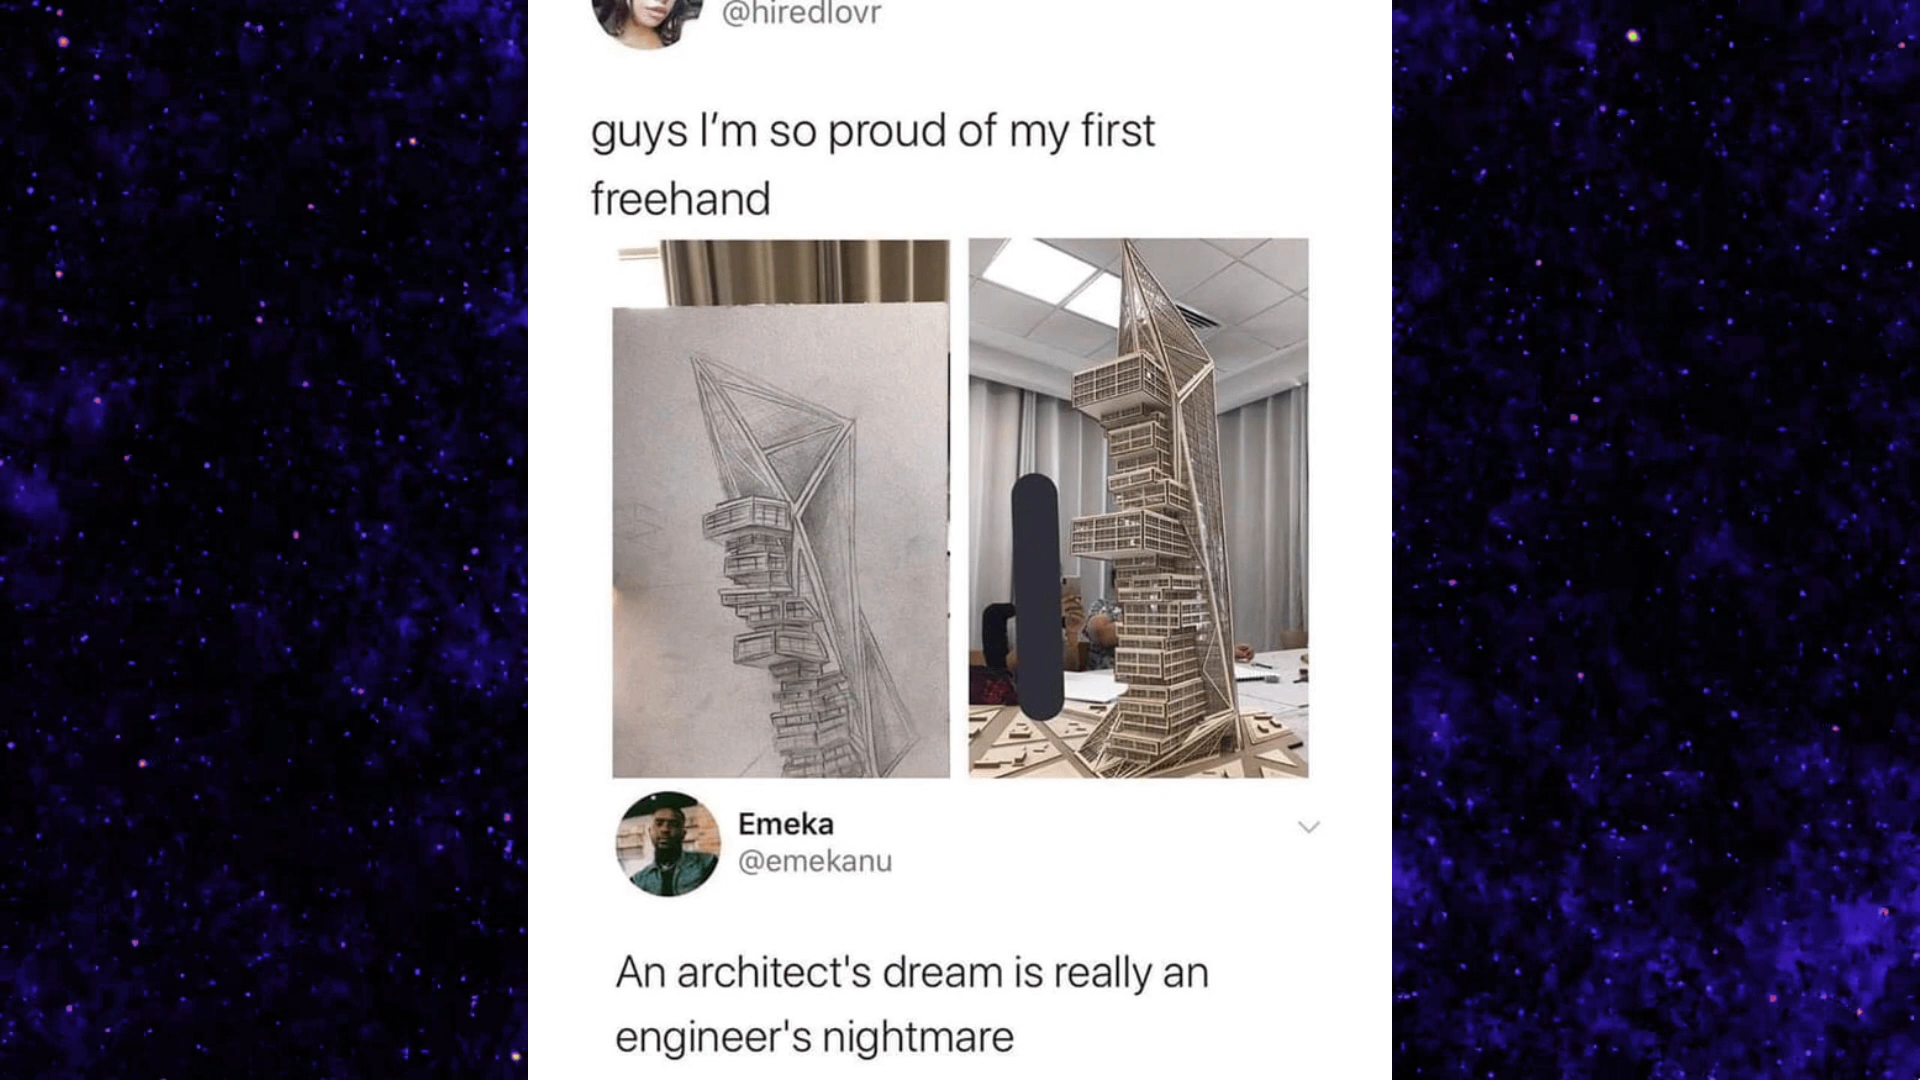 @hiredlovr
guys I’m so proud of my first
freehand
Emeka
@emekanu
An architect's dream is really an
engineer's nightmare